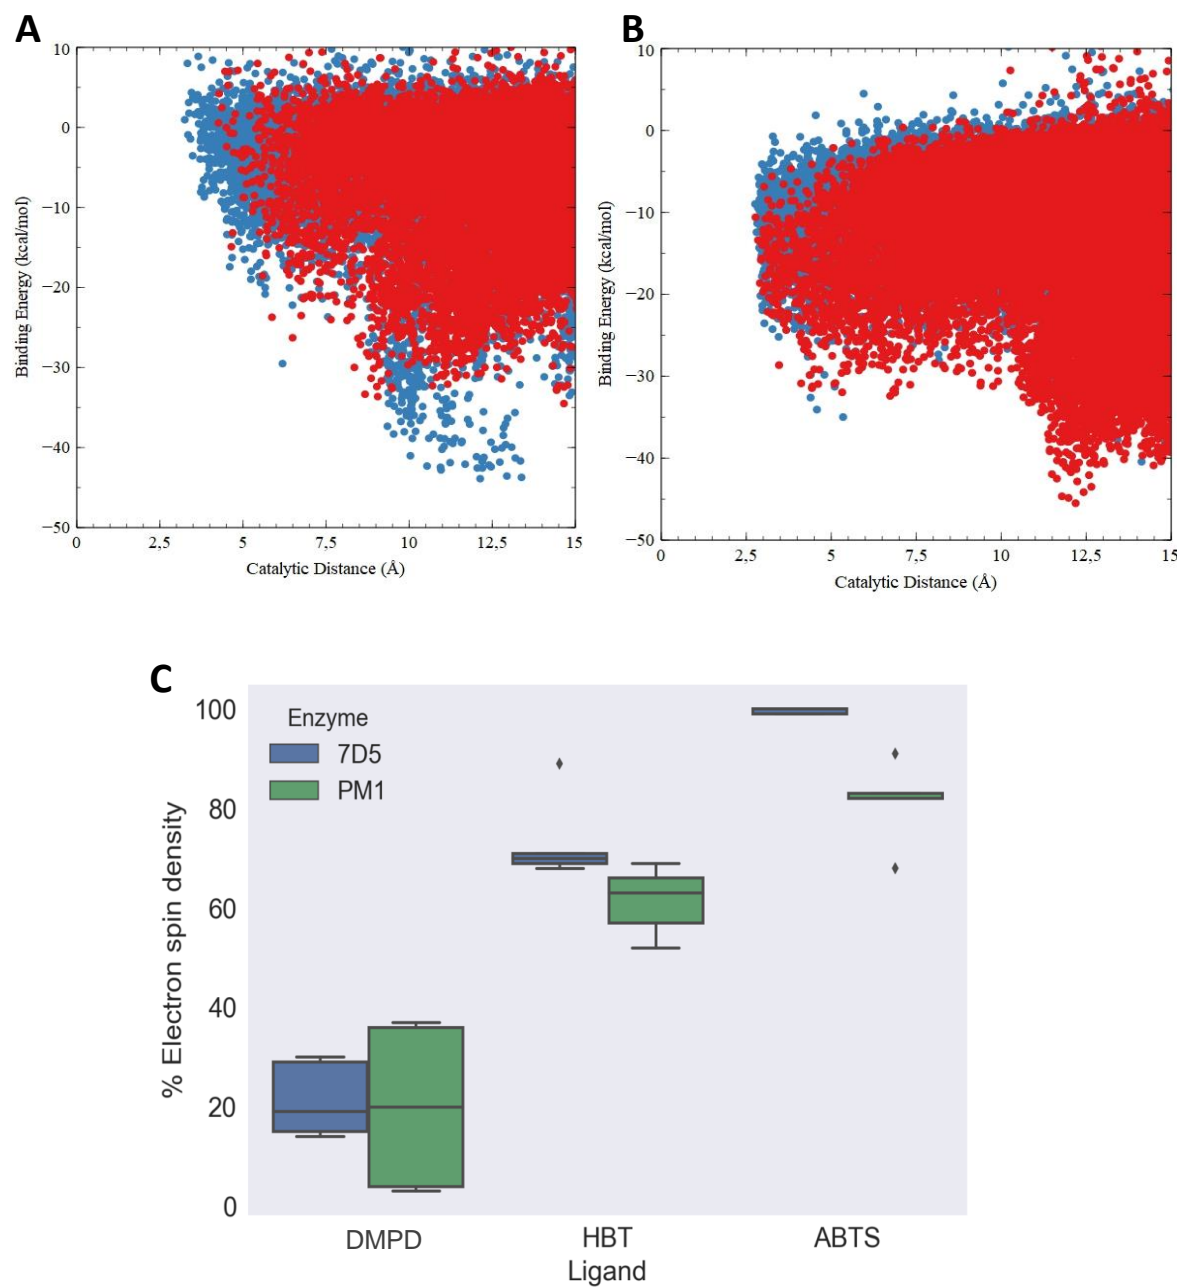 A
B
10
0
−10
−20
−30
−40
−50
Binding Energy (kcal/mol)
0
2,5
5
7,5
10
12,5
15
Catalytic Distance (Å)
10
0
−10
−20
−30
−40
−50
Binding Energy (kcal/mol)
0
2,5
5
7,5
10
12,5
15
Catalytic Distance (Å)
C
Enzyme
7D5
PM1
100
80
60
40
20
0
% Electron spin density
DMPD
HBT
ABTS
Ligand